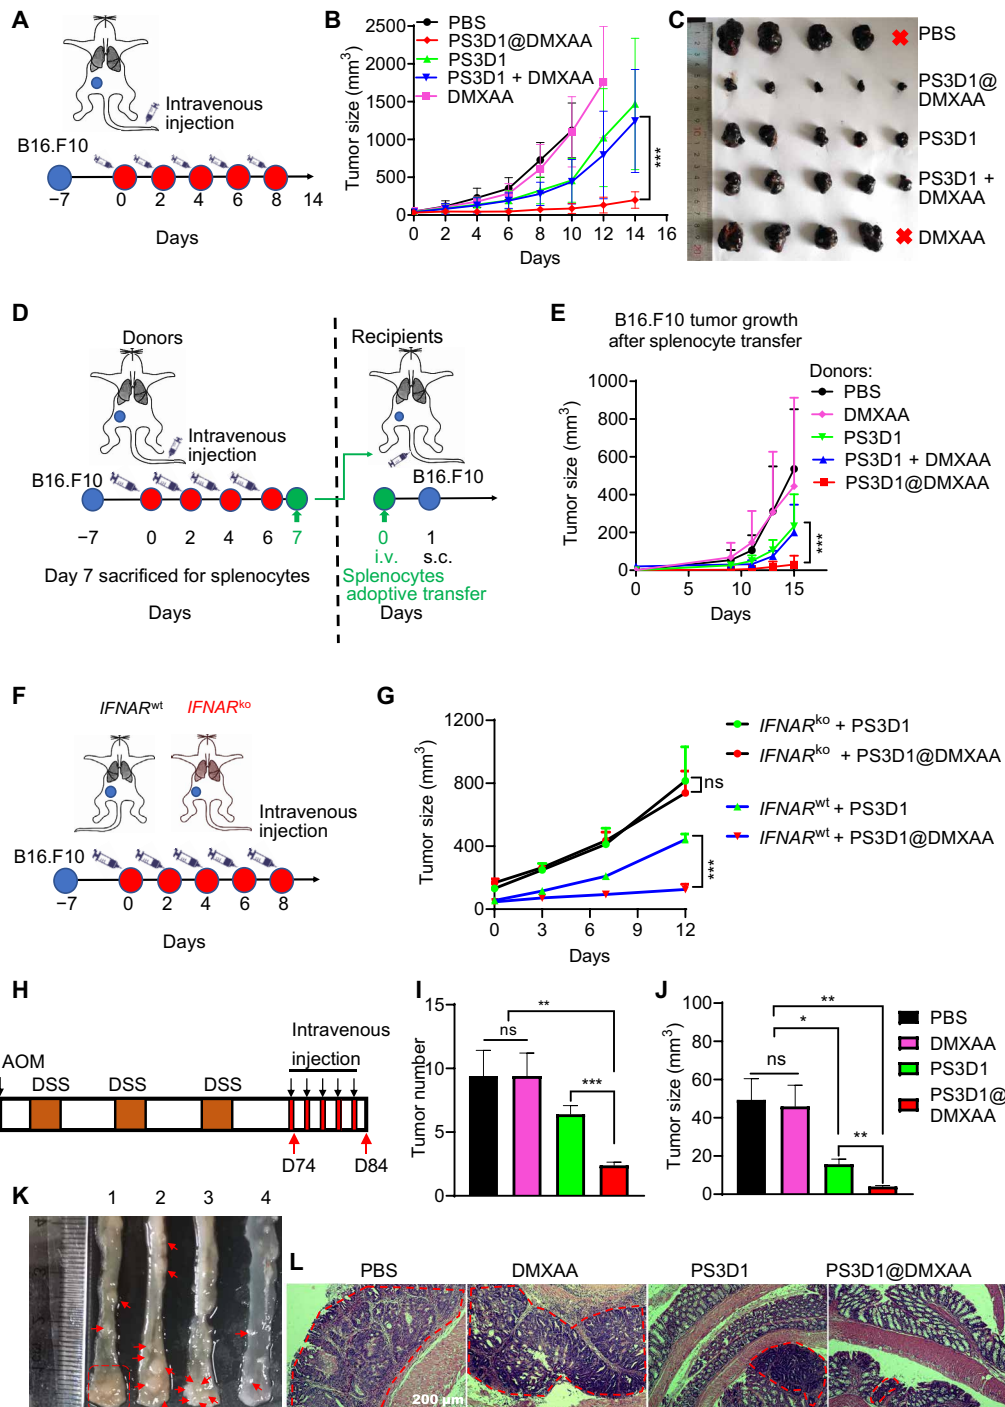 A
Intravenous
injection
B16.F10
−7
0
2
4
6
8
14
Days
B
Tumor size (mm3)
2500
2000
1500
1000
500
0
0
2
4
6
8
10
12
14
16
Days
PBS
PS3D1@DMXAA
PS3D1
PS3D1 + DMXAA
DMXAA
***
C
PBS
PS3D1@
DMXAA
PS3D1
PS3D1 +
DMXAA
DMXAA
D
Donors
Intravenous
injection
B16.F10
−7
0
2
4
6
7
Day 7 sacrificed for splenocytes
Days
Recipients
B16.F10
0
1
i.v.
s.c.
Splenocytes
adoptive transfer
Days
E
B16.F10 tumor growth
after splenocyte transfer
Donors:
PBS
DMXAA
PS3D1
PS3D1 + DMXAA
PS3D1@DMXAA
Tumor size (mm3)
1000
800
600
400
200
0
0
5
10
15
Days
***
F
IFNARwt
IFNARko
Intravenous
injection
B16.F10
−7
0
2
4
6
8
Days
G
Tumor size (mm3)
1200
800
400
0
0
3
6
9
12
Days
ns
***
IFNARko + PS3D1
IFNARko + PS3D1@DMXAA
IFNARwt + PS3D1
IFNARwt + PS3D1@DMXAA
H
AOM
DSS
DSS
DSS
Intravenous
injection
D74
D84
I
Tumor number
15
10
5
0
ns
**
***
J
Tumor size (mm3)
100
80
60
40
20
0
ns
*
**
**
PBS
DMXAA
PS3D1
PS3D1@
DMXAA
K
1
2
3
4
L
PBS
DMXAA
PS3D1
PS3D1@DMXAA
200 μm